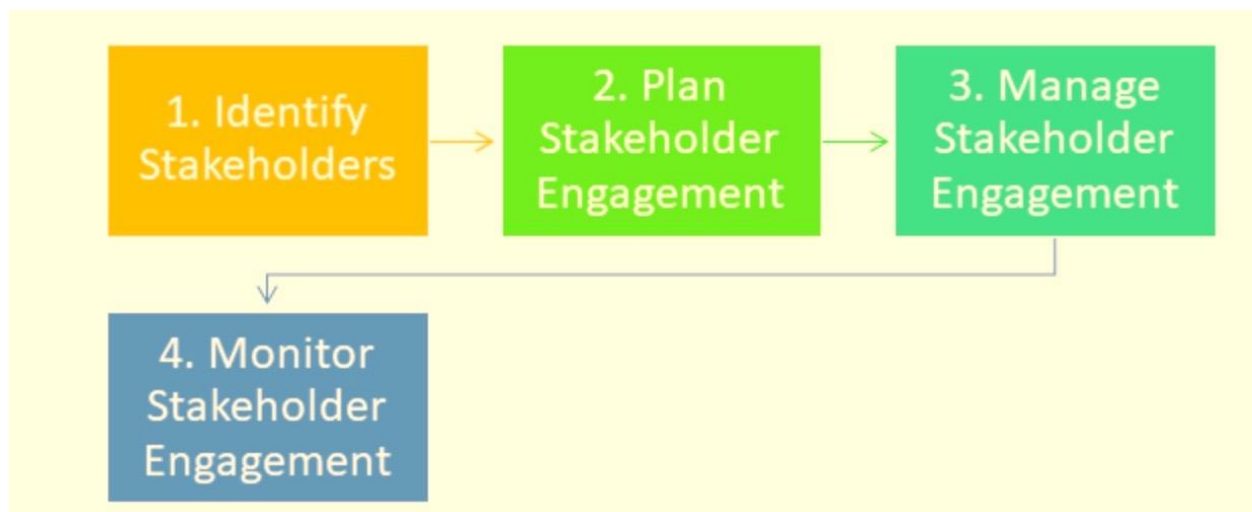 1. Identify
Stakeholders
2. Plan
Stakeholder
Engagement
3. Manage
Stakeholder
Engagement
4. Monitor
Stakeholder
Engagement